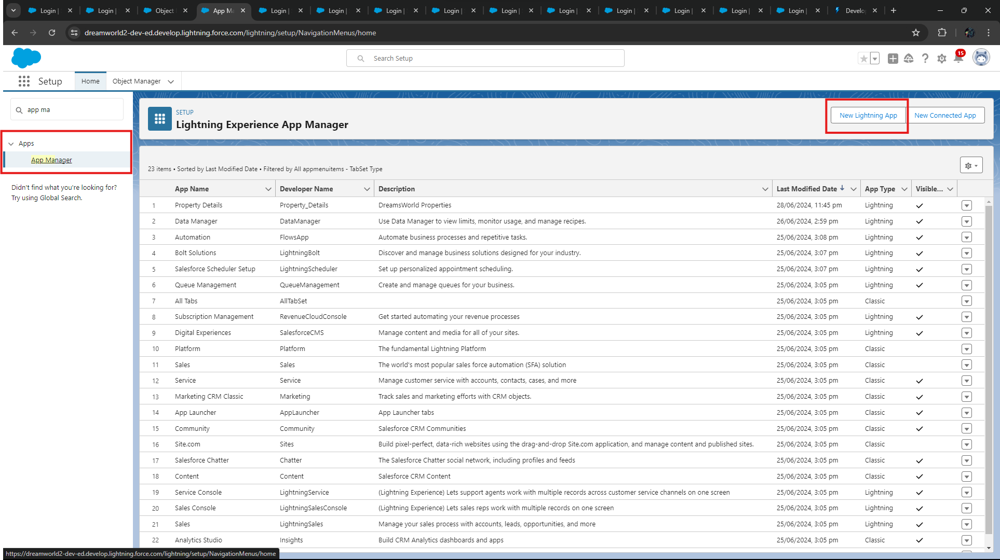 Login |
Login |
Object
App Ma
Login |
Login |
Login |
Login |
Login |
Login |
Login |
Login |
Login |
Login |
Develo
dreamworld2-dev-ed.develop.lightning.force.com/lightning/setup/NavigationMenus/home
Search Setup
15
Setup
Home
Object Manager
app ma
Apps
App Manager
Didn't find what you're looking for?
Try using Global Search.
SETUP
Lightning Experience App Manager
New Lightning App
New Connected App
23 items • Sorted by Last Modified Date • Filtered by All appmenuitems - TabSet Type
App Name Developer Name Description Last Modified Date App Type Visible...
1 Property Details Property_Details DreamsWorld Properties 28/06/2024, 11:45 pm Lightning
2 Data Manager DataManager Use Data Manager to view limits, monitor usage, and manage recipes. 26/06/2024, 2:59 pm Lightning
3 Automation FlowsApp Automate business processes and repetitive tasks. 25/06/2024, 3:08 pm Lightning
4 Bolt Solutions LightningBolt Discover and manage business solutions designed for your industry. 25/06/2024, 3:07 pm Lightning
5 Salesforce Scheduler Setup LightningScheduler Set up personalized appointment scheduling. 25/06/2024, 3:07 pm Lightning
6 Queue Management QueueManagement Create and manage queues for your business. 25/06/2024, 3:05 pm Lightning
7 All Tabs AllTabSet 25/06/2024, 3:05 pm Classic
8 Subscription Management RevenueCloudConsole Get started automating your revenue processes 25/06/2024, 3:05 pm Lightning
9 Digital Experiences SalesforceCMS Manage content and media for all of your sites. 25/06/2024, 3:05 pm Lightning
10 Platform Platform The fundamental Lightning Platform 25/06/2024, 3:05 pm Classic
11 Sales Sales The world's most popular sales force automation (SFA) solution 25/06/2024, 3:05 pm Classic
12 Service Service Manage customer service with accounts, contacts, cases, and more 25/06/2024, 3:05 pm Classic
13 Marketing CRM Classic Marketing Track sales and marketing efforts with CRM objects. 25/06/2024, 3:05 pm Classic
14 App Launcher AppLauncher App Launcher tabs 25/06/2024, 3:05 pm Classic
15 Community Community Salesforce CRM Communities 25/06/2024, 3:05 pm Classic
16 Site.com Sites Build pixel-perfect, data-rich websites using the drag-and-drop Site.com application, and manage content and published sites. 25/06/2024, 3:05 pm Classic
17 Salesforce Chatter Chatter The Salesforce Chatter social network, including profiles and feeds 25/06/2024, 3:05 pm Classic
18 Content Content Salesforce CRM Content 25/06/2024, 3:05 pm Classic
19 Service Console LightningService (Lightning Experience) Lets support agents work with multiple records across customer service channels on one screen 25/06/2024, 3:05 pm Lightning
20 Sales Console LightningSalesConsole (Lightning Experience) Lets sales reps work with multiple records on one screen 25/06/2024, 3:05 pm Lightning
21 Sales LightningSales Manage your sales process with accounts, leads, opportunities, and more 25/06/2024, 3:05 pm Lightning
22 Analytics Studio Insights Build CRM Analytics dashboards and apps 25/06/2024, 3:05 pm Classic
https://dreamworld2-dev-ed.develop.lightning.force.com/lightning/setup/NavigationMenus/home